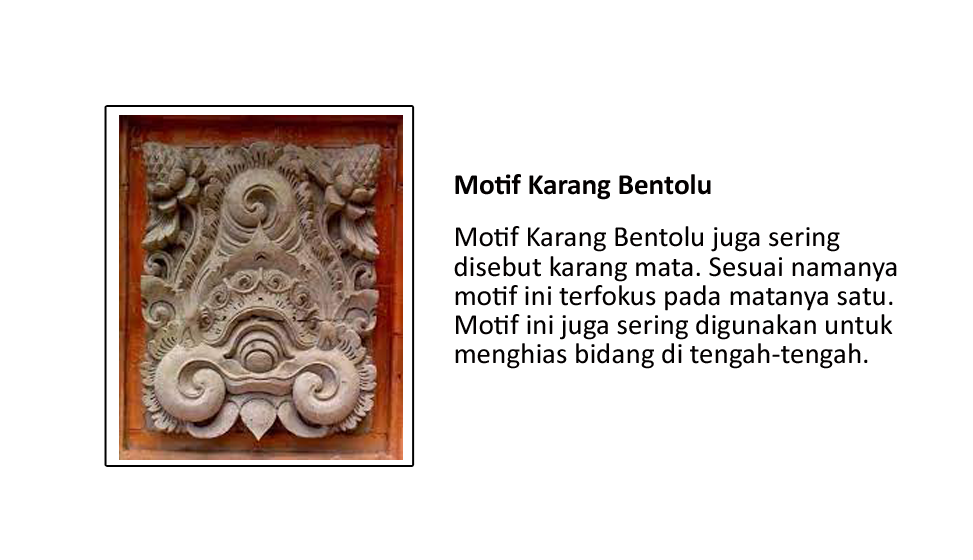 Motif Karang Bentolu
Motif Karang Bentolu juga sering
disebut karang mata. Sesuai namanya
motif ini terfokus pada matanya satu.
Motif ini juga sering digunakan untuk
menghias bidang di tengah-tengah.